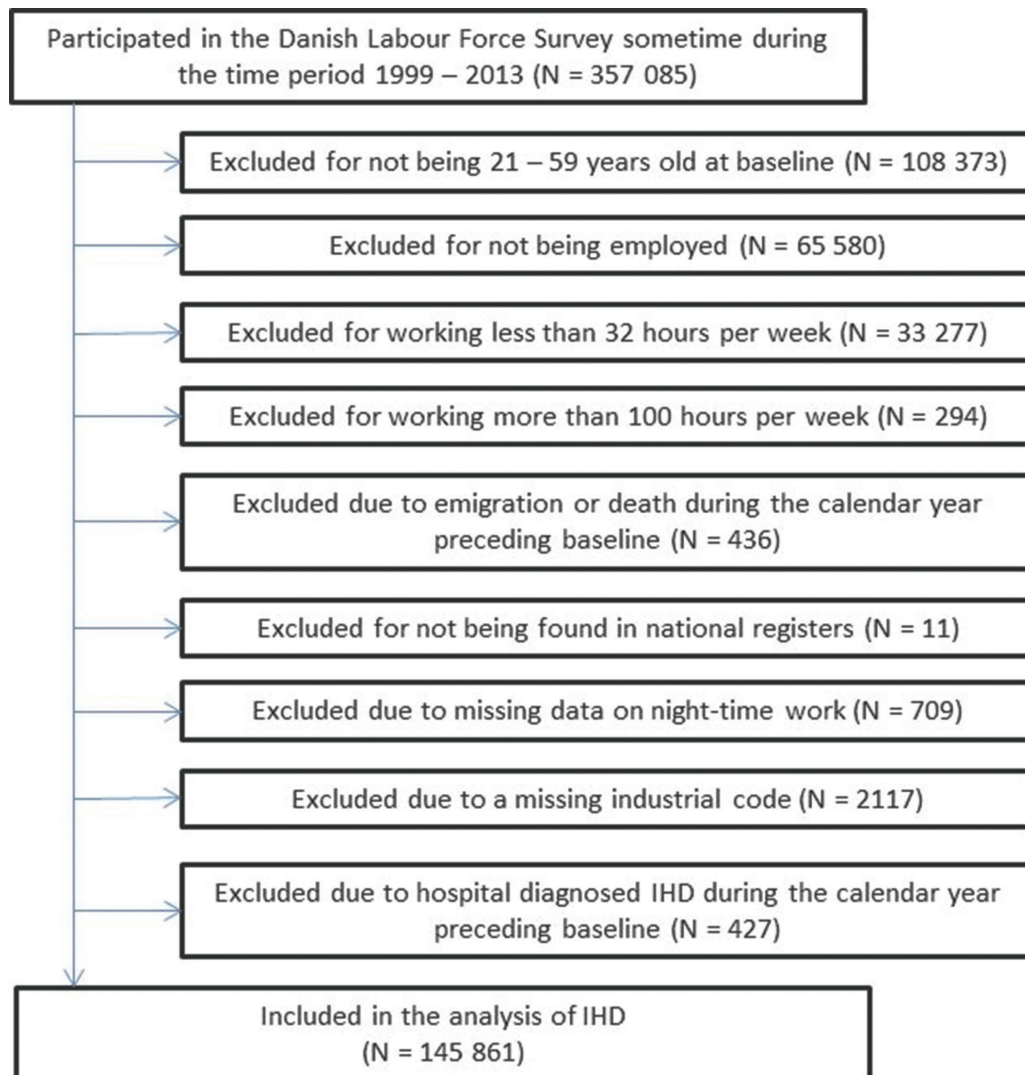 Participated in the Danish Labour Force Survey sometime during
the time period 1999 – 2013 (N = 357 085)
Excluded for not being 21 – 59 years old at baseline (N = 108 373)
Excluded for not being employed (N = 65 580)
Excluded for working less than 32 hours per week (N = 33 277)
Excluded for working more than 100 hours per week (N = 294)
Excluded due to emigration or death during the calendar year
preceding baseline (N = 436)
Excluded for not being found in national registers (N = 11)
Excluded due to missing data on night-time work (N = 709)
Excluded due to a missing industrial code (N = 2117)
Excluded due to hospital diagnosed IHD during the calendar year
preceding baseline (N = 427)
Included in the analysis of IHD
(N = 145 861)